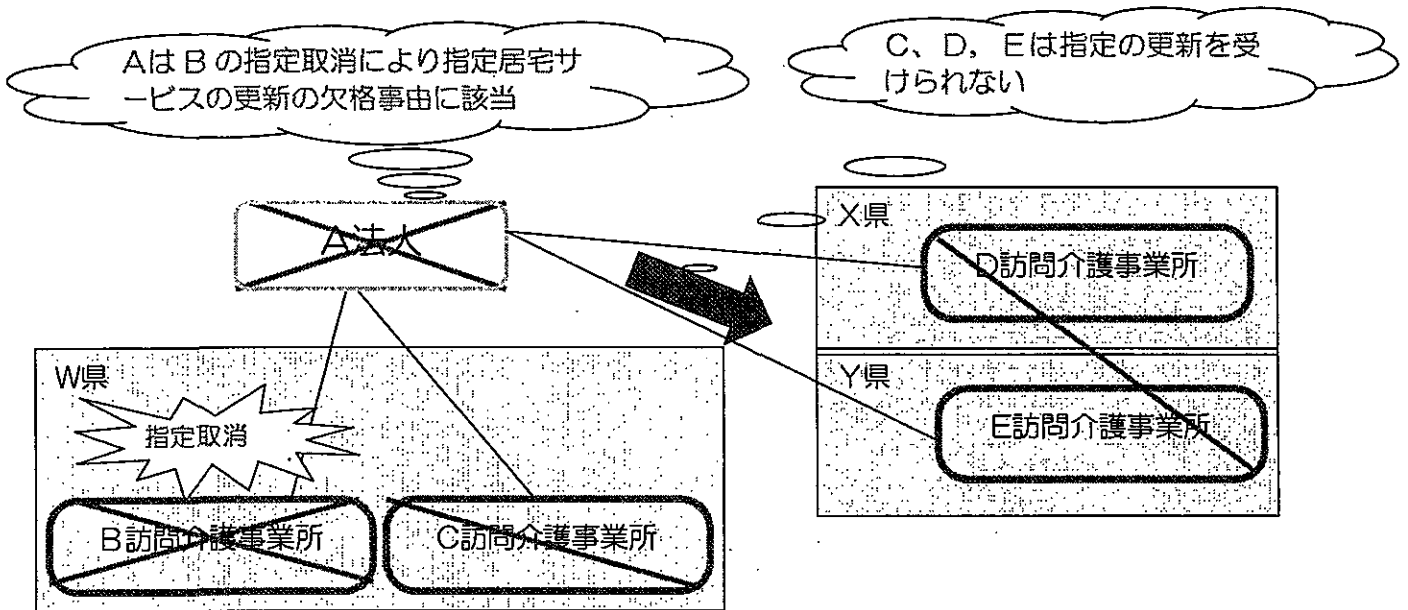 AはBの指定取消により指定居宅サ
ービスの更新の欠格事由に該当
C、D，Eは指定の更新を受
けられない
A法人
X県
D訪問介護事業所
Y県
E訪問介護事業所
W県
指定取消
B訪問介護事業所
C訪問介護事業所